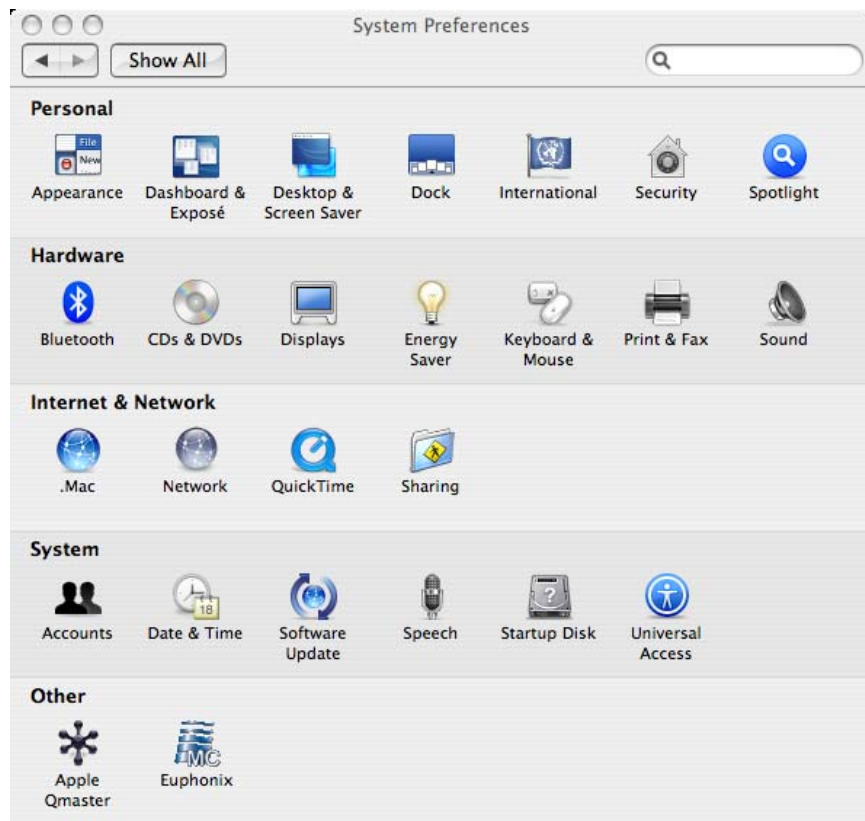 System Preferences
Show All
Personal
File
New
Appearance
Dashboard &
Exposé
Desktop &
Screen Saver
Dock
International
Security
Spotlight
Hardware
Bluetooth
CDs & DVDs
Displays
Energy
Saver
Keyboard &
Mouse
Print & Fax
Sound
Internet & Network
.Mac
Network
QuickTime
Sharing
System
Accounts
18
Date & Time
Software
Update
Speech
?
Startup Disk
Universal
Access
Other
Apple
Qmaster
MC
Euphonix